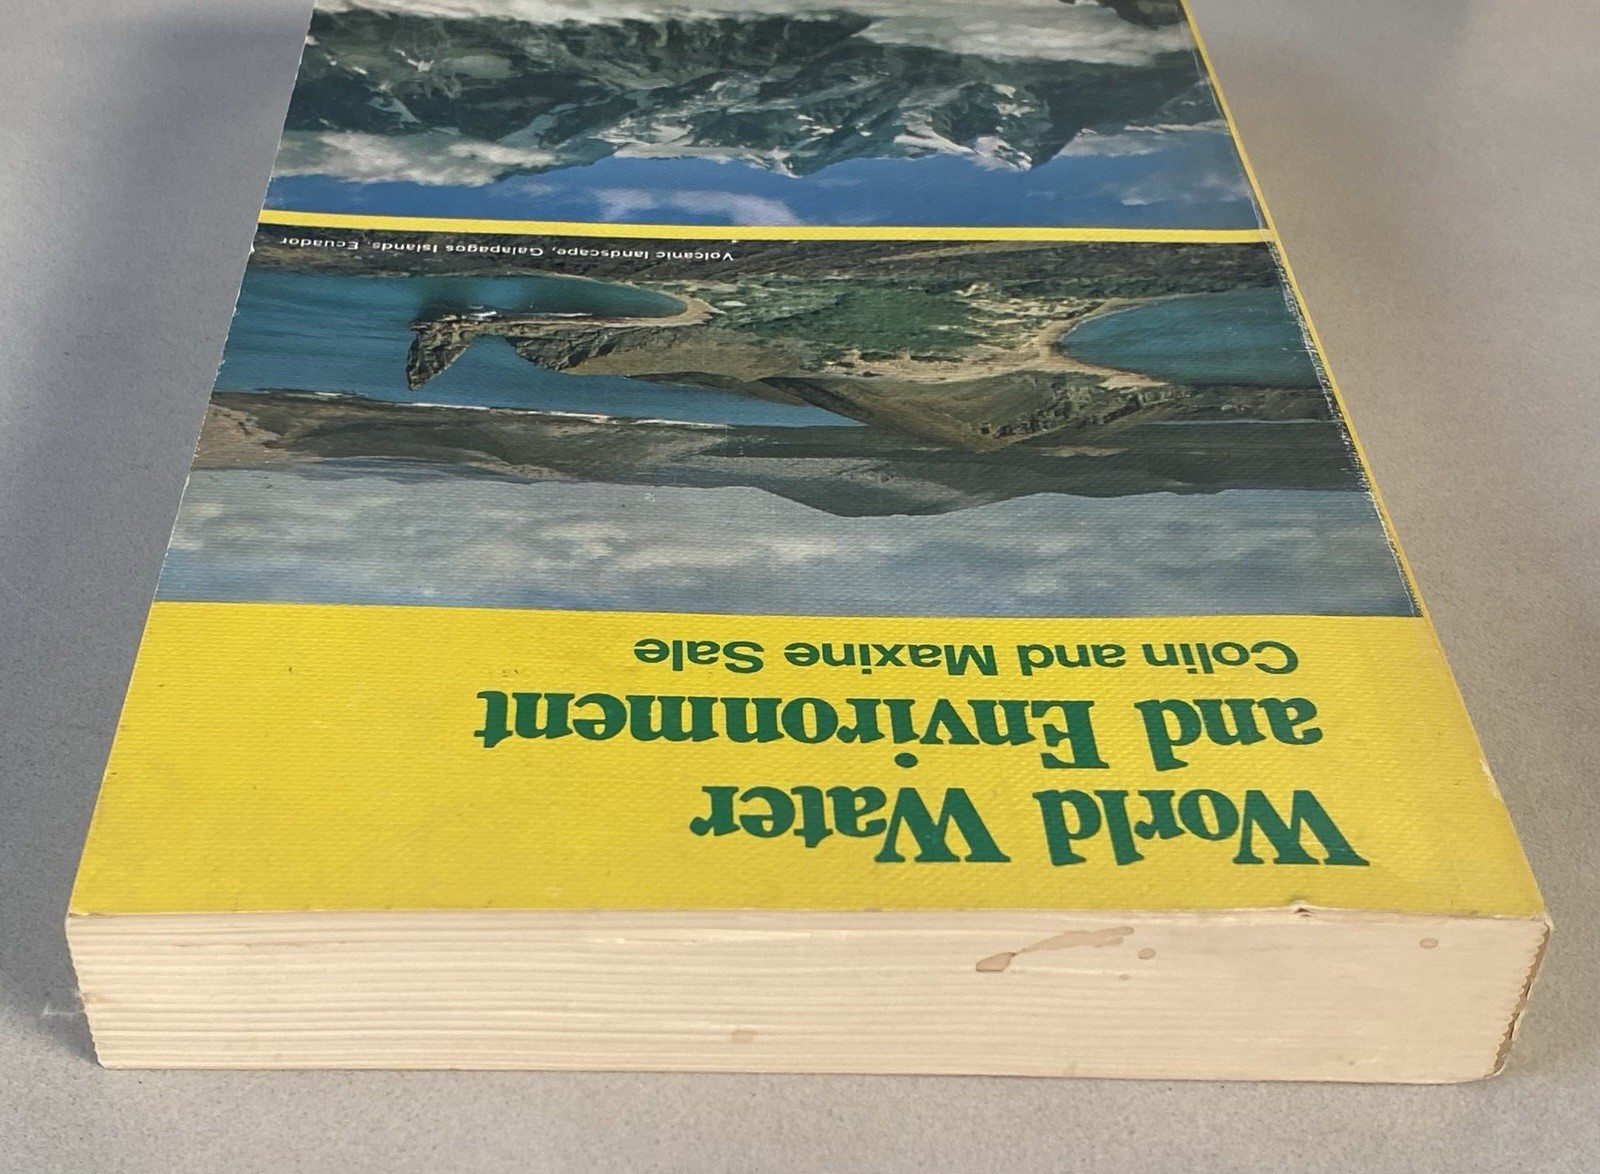 World Water
and Environment
Colin and Maxine Sale
Volcanic landscape, Galapagos Islands, Ecuador